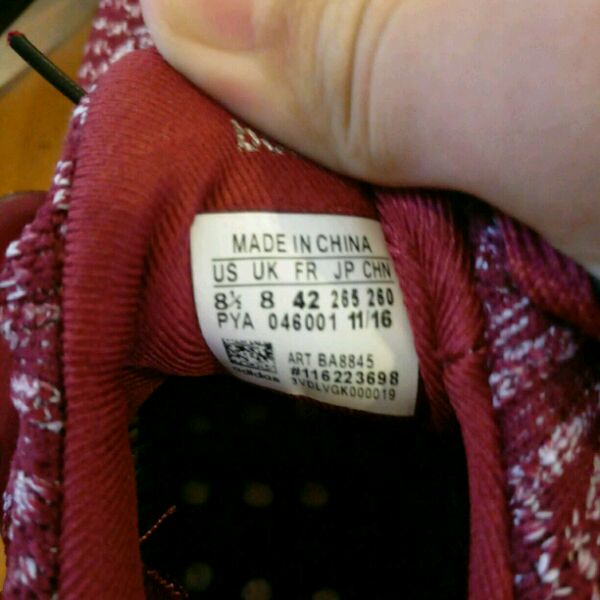 MADE IN CHINA
US UK FR JP CHN
8½ 8 42 265 260
PYA 046001 11/16
ART BA8845
#116223698
adidas 3VDLVGK000019